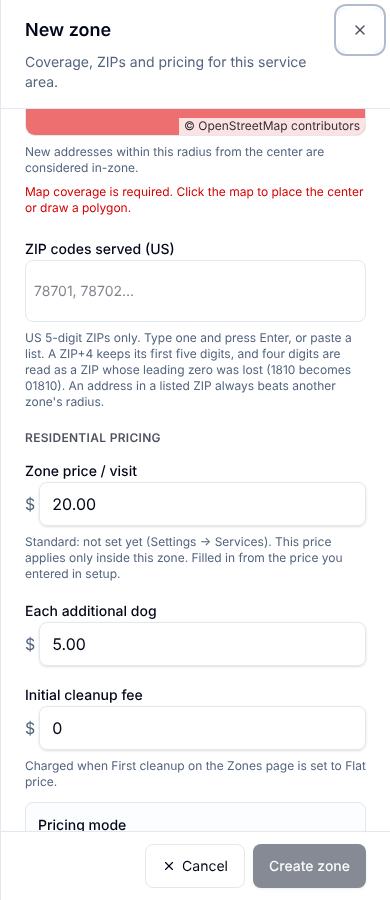 New zone
Coverage, ZIPs and pricing for this service
area.
© OpenStreetMap contributors
New addresses within this radius from the center are
considered in-zone.
Map coverage is required. Click the map to place the center
or draw a polygon.
ZIP codes served (US)
78701, 78702...
US 5-digit ZIPs only. Type one and press Enter, or paste a
list. A ZIP+4 keeps its first five digits, and four digits are
read as a ZIP whose leading zero was lost (1810 becomes
01810). An address in a listed ZIP always beats another
zone's radius.
RESIDENTIAL PRICING
Zone price / visit
$ 20.00
Standard: not set yet (Settings → Services). This price
applies only inside this zone. Filled in from the price you
entered in setup.
Each additional dog
$ 5.00
Initial cleanup fee
$ 0
Charged when First cleanup on the Zones page is set to Flat
price.
Pricing mode
× Cancel
Create zone